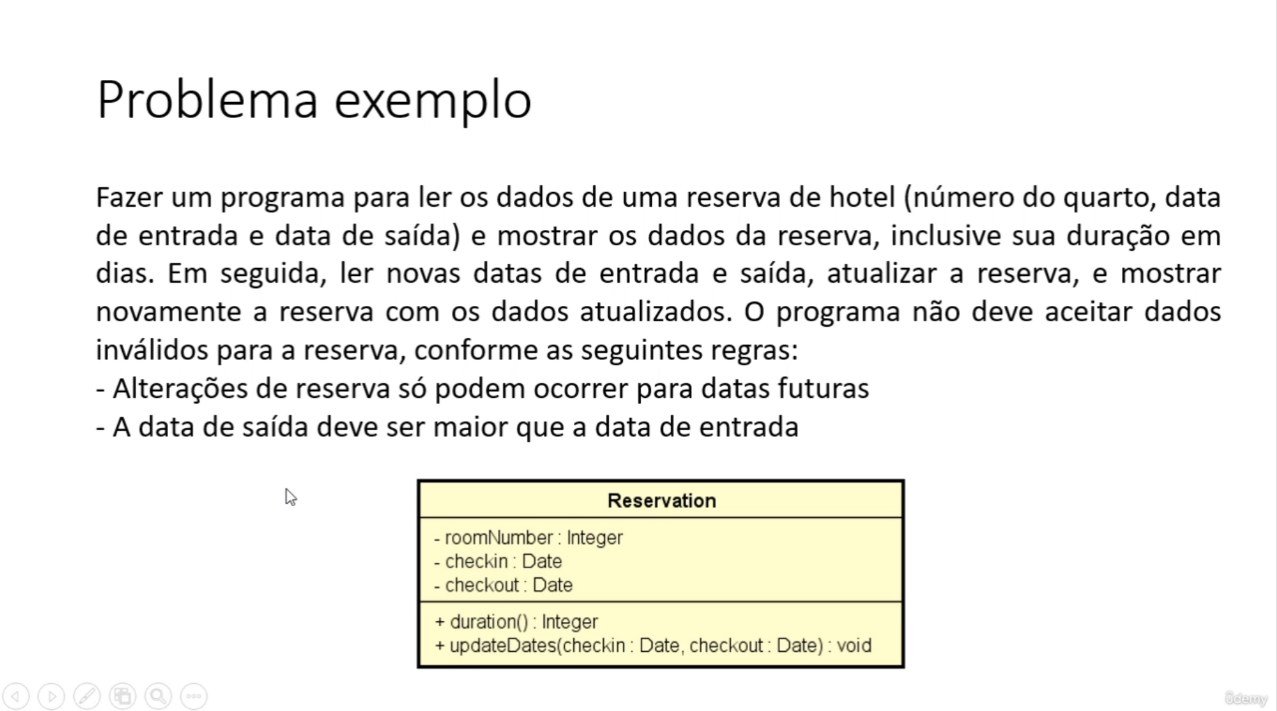 Problema exemplo
Fazer um programa para ler os dados de uma reserva de hotel (número do quarto, data
de entrada e data de saída) e mostrar os dados da reserva, inclusive sua duração em
dias. Em seguida, ler novas datas de entrada e saída, atualizar a reserva, e mostrar
novamente a reserva com os dados atualizados. O programa não deve aceitar dados
inválidos para a reserva, conforme as seguintes regras:
- Alterações de reserva só podem ocorrer para datas futuras
- A data de saída deve ser maior que a data de entrada
Reservation
- roomNumber : Integer
- checkin : Date
- checkout : Date
+ duration() : Integer
+ updateDates(checkin : Date, checkout : Date) : void
ûdemy